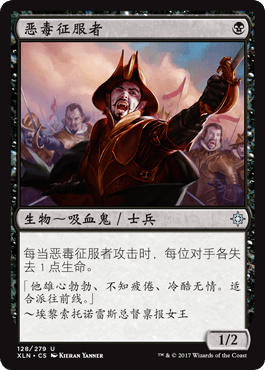 恶毒征服者
生物～吸血鬼／士兵
每当恶毒征服者攻击时，每位对手各失
去1点生命。
「他雄心勃勃、不知疲倦、冷酷无情。适
合派往前线。」
～埃黎索托诺雷斯总督禀报女王
1/2
128/279 U
XLN • CS KIERAN YANNER
™ & © 2017 Wizards of the Coast